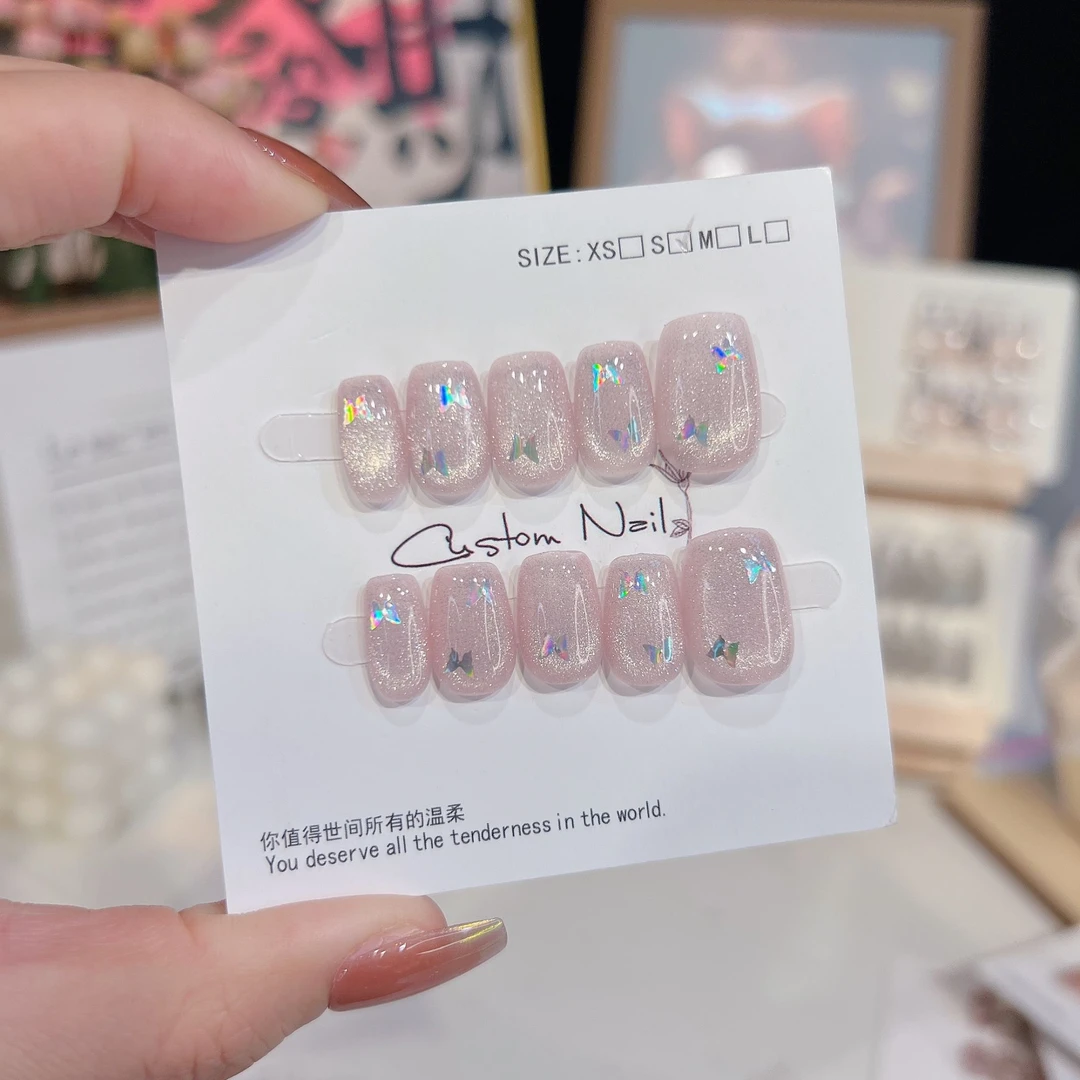 SIZE: XS□ S☑ M□ L□
Custom Nails
你值得世间所有的温柔
You deserve all the tenderness in the world.